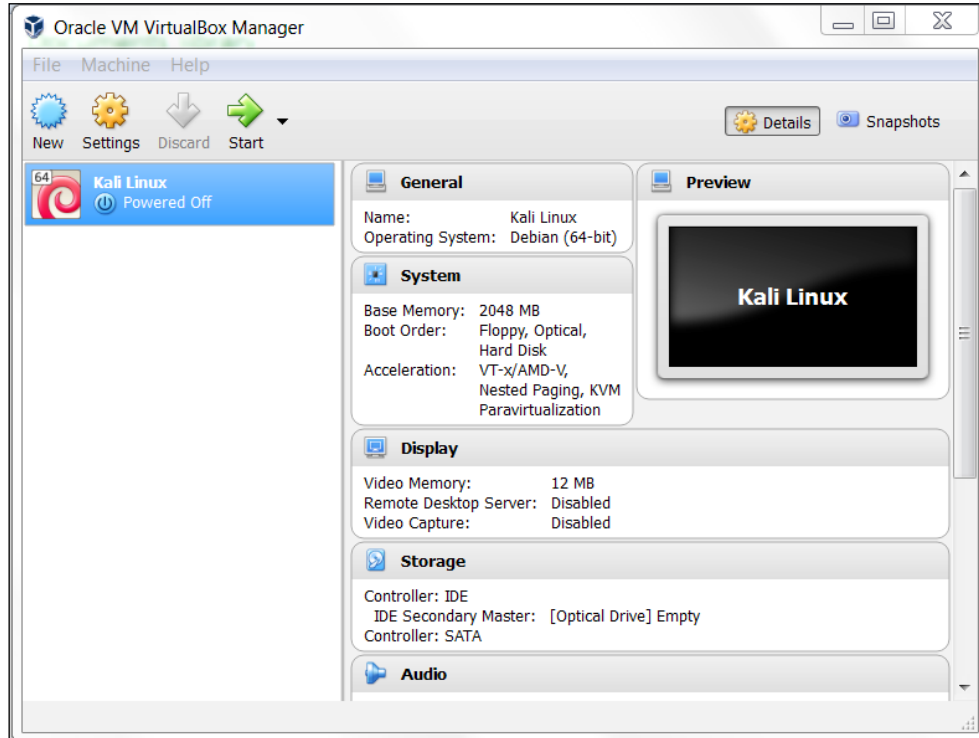 Oracle VM VirtualBox Manager
File Machine Help
New Settings Discard Start
Details Snapshots
64
Kali Linux
Powered Off
General
Name: Kali Linux
Operating System: Debian (64-bit)
Preview
Kali Linux
System
Base Memory: 2048 MB
Boot Order: Floppy, Optical,
Hard Disk
Acceleration: VT-x/AMD-V,
Nested Paging, KVM
Paravirtualization
Display
Video Memory: 12 MB
Remote Desktop Server: Disabled
Video Capture: Disabled
Storage
Controller: IDE
IDE Secondary Master: [Optical Drive] Empty
Controller: SATA
Audio